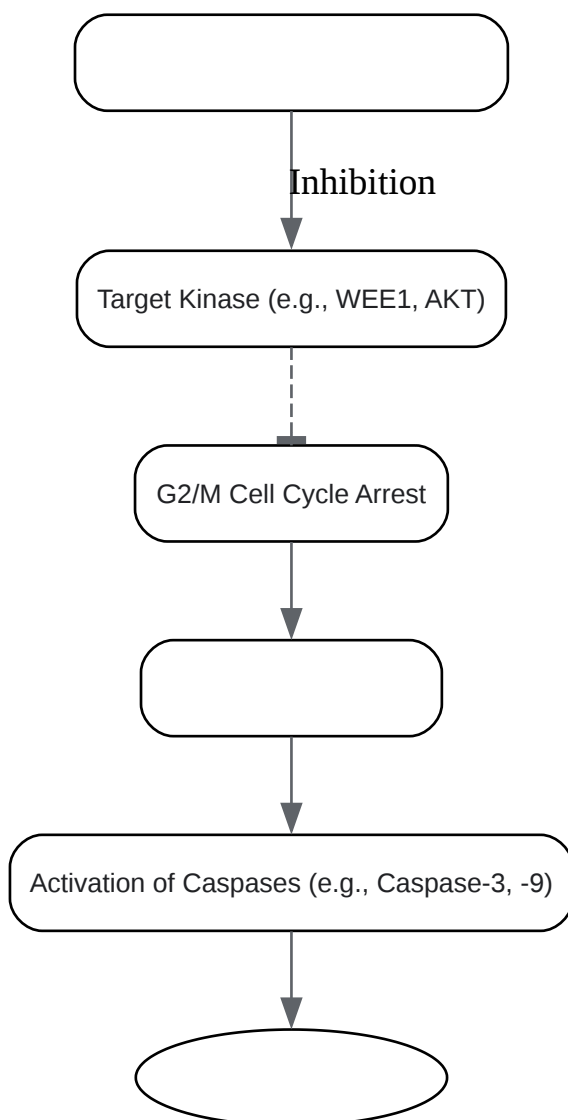 Inhibition
Target Kinase (e.g., WEE1, AKT)
G2/M Cell Cycle Arrest
Activation of Caspases (e.g., Caspase-3, -9)